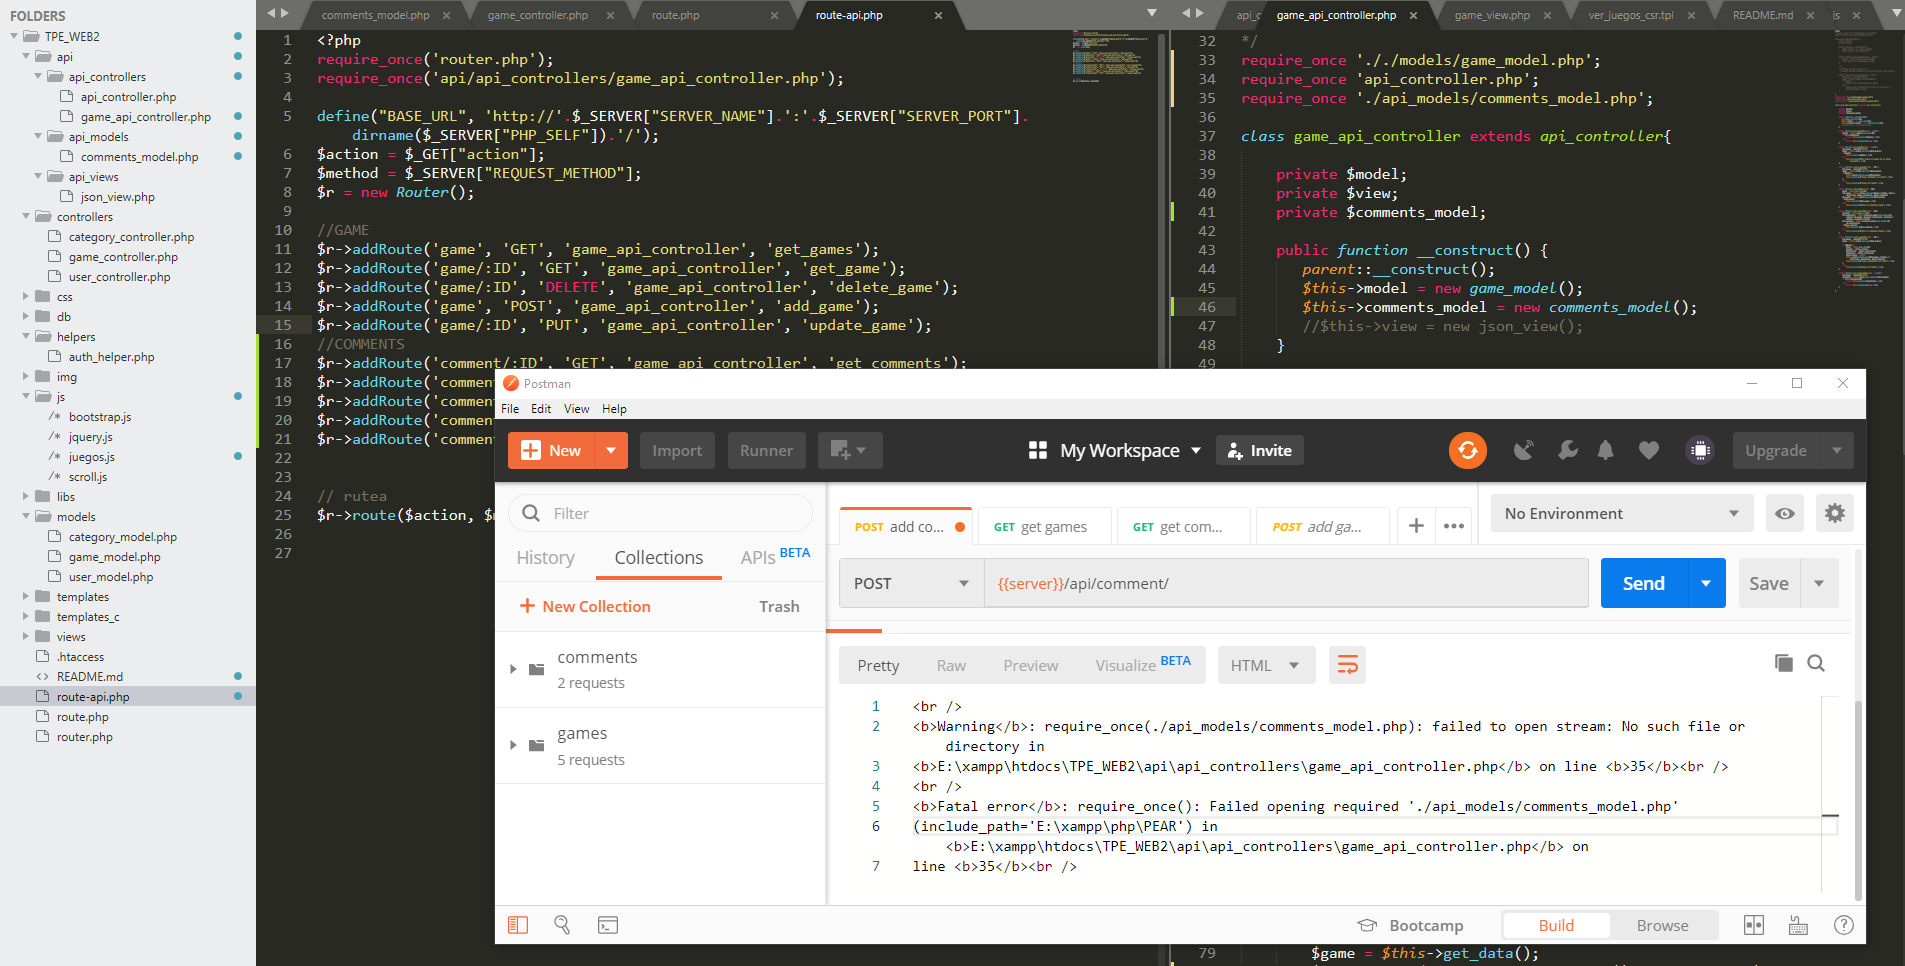 FOLDERS
TPE_WEB2
api
api_controllers
api_controller.php
game_api_controller.php
api_models
comments_model.php
api_views
json_view.php
controllers
category_controller.php
game_controller.php
user_controller.php
css
db
helpers
auth_helper.php
img
js
/* bootstrap.js
/* jquery.js
/* juegos.js
/* scroll.js
libs
models
category_model.php
game_model.php
user_model.php
templates
templates_c
views
.htaccess
<> README.md
route-api.php
route.php
router.php
comments_model.php × game_controller.php × route.php × route-api.php ×
1 <?php
2 require_once('router.php');
3 require_once('api/api_controllers/game_api_controller.php');
4
5 define("BASE_URL", 'http://'.$_SERVER["SERVER_NAME"].':'.$_SERVER["SERVER_PORT"].
dirname($_SERVER["PHP_SELF"]).'/');
6 $action = $_GET["action"];
7 $method = $_SERVER["REQUEST_METHOD"];
8 $r = new Router();
9
10 //GAME
11 $r->addRoute('game', 'GET', 'game_api_controller', 'get_games');
12 $r->addRoute('game/:ID', 'GET', 'game_api_controller', 'get_game');
13 $r->addRoute('game/:ID', 'DELETE', 'game_api_controller', 'delete_game');
14 $r->addRoute('game', 'POST', 'game_api_controller', 'add_game');
15 $r->addRoute('game/:ID', 'PUT', 'game_api_controller', 'update_game');
16 //COMMENTS
17 $r->addRoute('comment/:ID', 'GET', 'game_api_controller', 'get_comments');
18 $r->addRoute('comment
19 $r->addRoute('commen
20 $r->addRoute('commen
21 $r->addRoute('commen
22
23
24 // rutea
25 $r->route($action, $
26
27
api_c game_api_controller.php × game_view.php × ver_juegos_csr.tpl × README.md × js ×
32 */
33 require_once '././models/game_model.php';
34 require_once 'api_controller.php';
35 require_once './api_models/comments_model.php';
36
37 class game_api_controller extends api_controller{
38
39 private $model;
40 private $view;
41 private $comments_model;
42
43 public function __construct() {
44 parent::__construct();
45 $this->model = new game_model();
46 $this->comments_model = new comments_model();
47 //$this->view = new json_view();
48 }
49
79 $game = $this->get_data();
Postman
File Edit View Help
New Import Runner My Workspace Invite Upgrade
Filter
History Collections APIs BETA
New Collection Trash
comments
2 requests
games
5 requests
POST add co... GET get games GET get com... POST add ga... + ••• No Environment
POST {{server}}/api/comment/ Send Save
Pretty Raw Preview Visualize BETA HTML
1 <br />
2 <b>Warning</b>: require_once(./api_models/comments_model.php): failed to open stream: No such file or
directory in
3 <b>E:\xampp\htdocs\TPE_WEB2\api\api_controllers\game_api_controller.php</b> on line <b>35</b><br />
4 <br />
5 <b>Fatal error</b>: require_once(): Failed opening required './api_models/comments_model.php'
6 (include_path='E:\xampp\php\PEAR') in
<b>E:\xampp\htdocs\TPE_WEB2\api\api_controllers\game_api_controller.php</b> on
7 line <b>35</b><br />
Bootcamp Build Browse